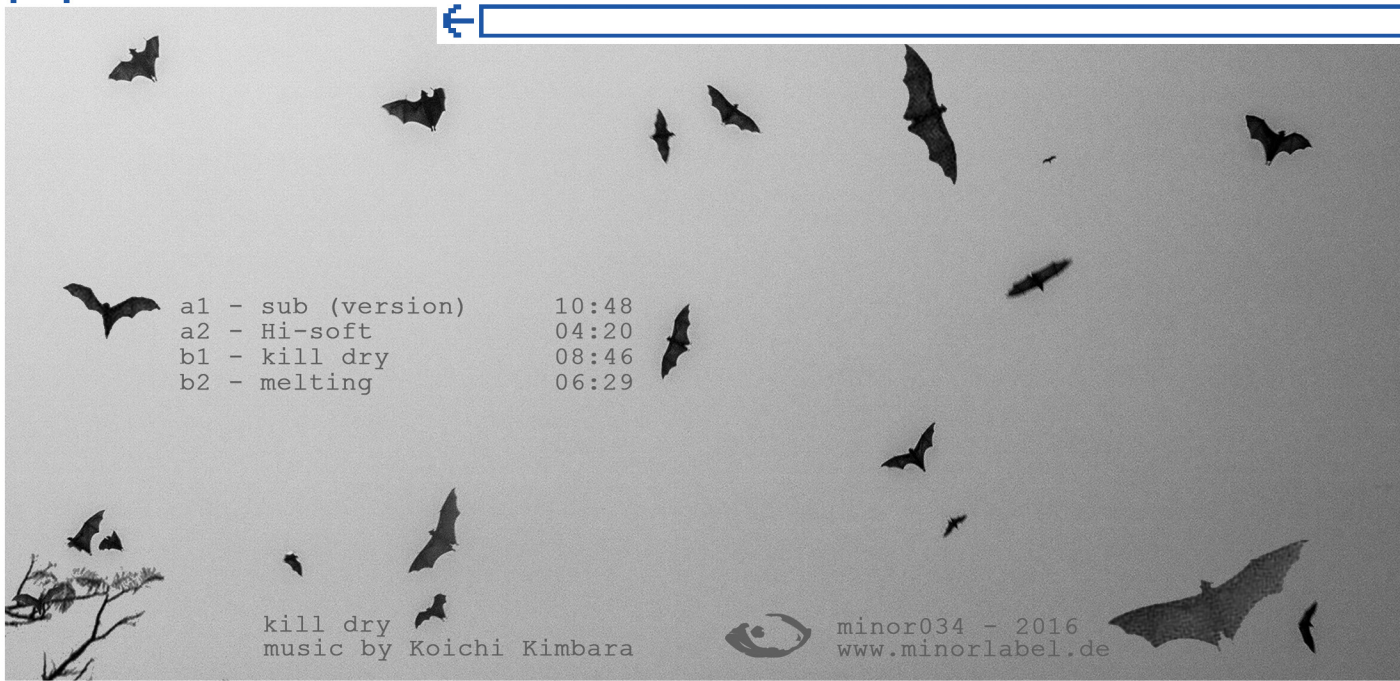 a1 - sub (version) 10:48
a2 - Hi-soft 04:20
b1 - kill dry 08:46
b2 - melting 06:29
kill dry
music by Koichi Kimbara
minor034 - 2016
www.minorlabel.de